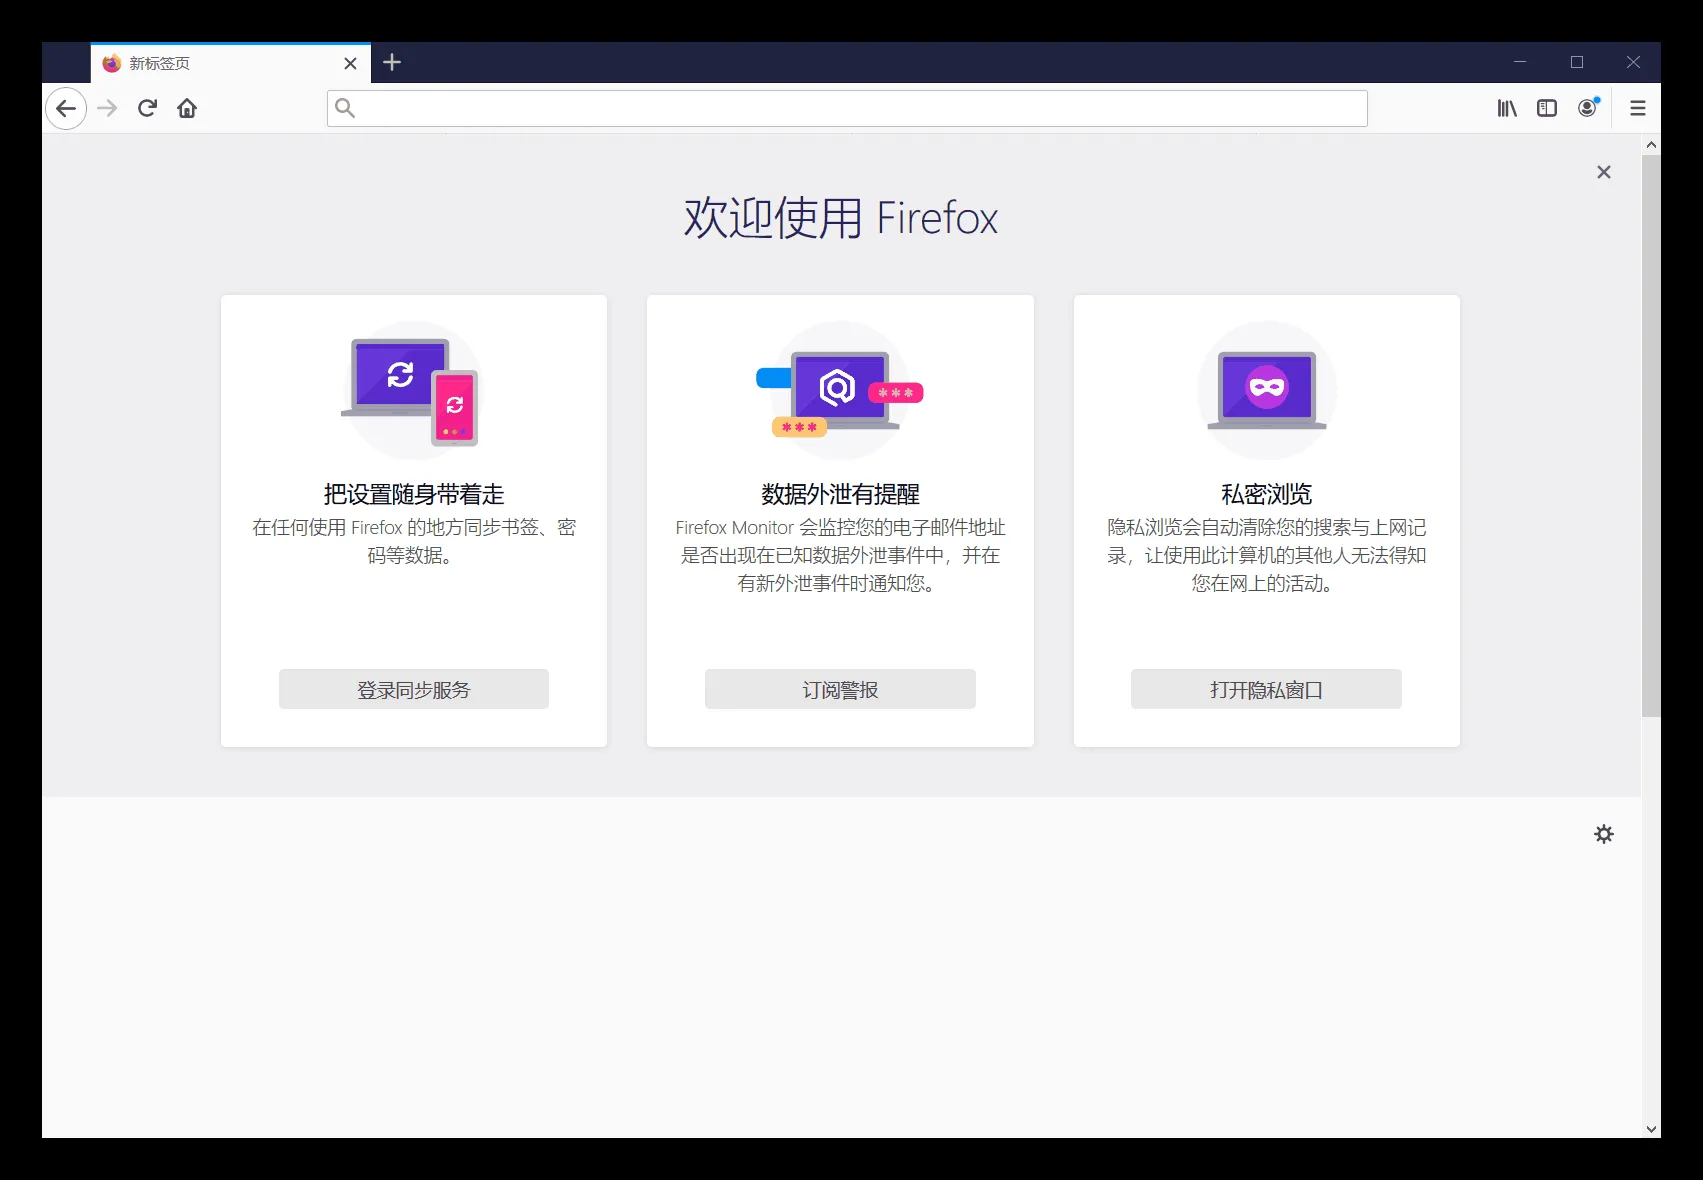 新标签页
欢迎使用 Firefox
把设置随身带着走
在任何使用 Firefox 的地方同步书签、密
码等数据。
登录同步服务
数据外泄有提醒
Firefox Monitor 会监控您的电子邮件地址
是否出现在已知数据外泄事件中，并在
有新外泄事件时通知您。
订阅警报
私密浏览
隐私浏览会自动清除您的搜索与上网记
录，让使用此计算机的其他人无法得知
您在网上的活动。
打开隐私窗口